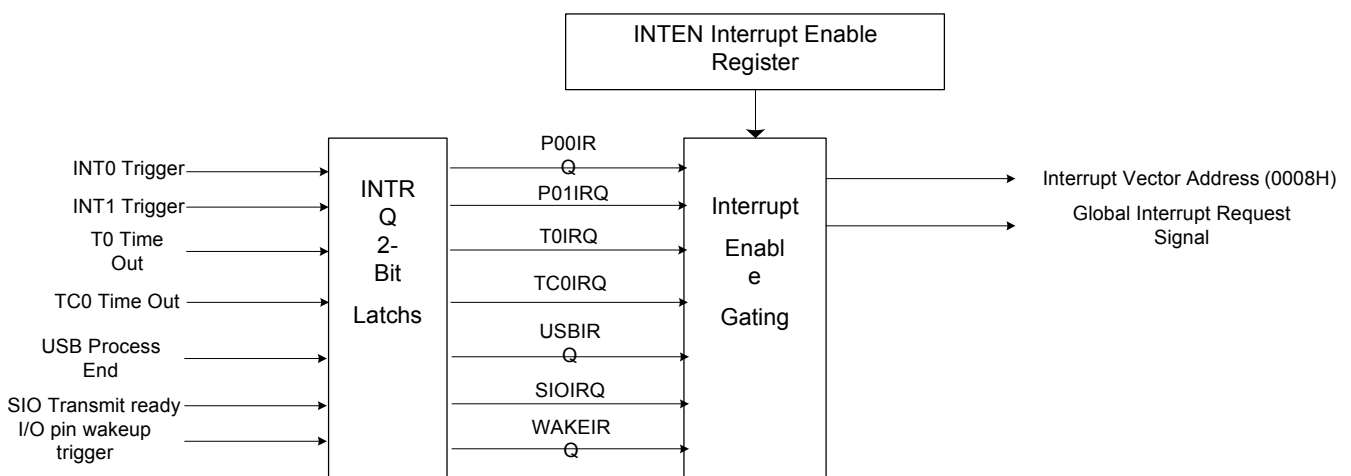 INTEN Interrupt Enable
Register
INT0 Trigger
INT1 Trigger
T0 Time
Out
TC0 Time Out
USB Process
End
SIO Transmit ready
I/O pin wakeup
trigger
INTR
Q
2-
Bit
Latchs
P00IR
Q
P01IRQ
T0IRQ
TC0IRQ
USBIR
Q
SIOIRQ
WAKEIR
Q
Interrupt
Enabl
e
Gating
Interrupt Vector Address (0008H)
Global Interrupt Request
Signal